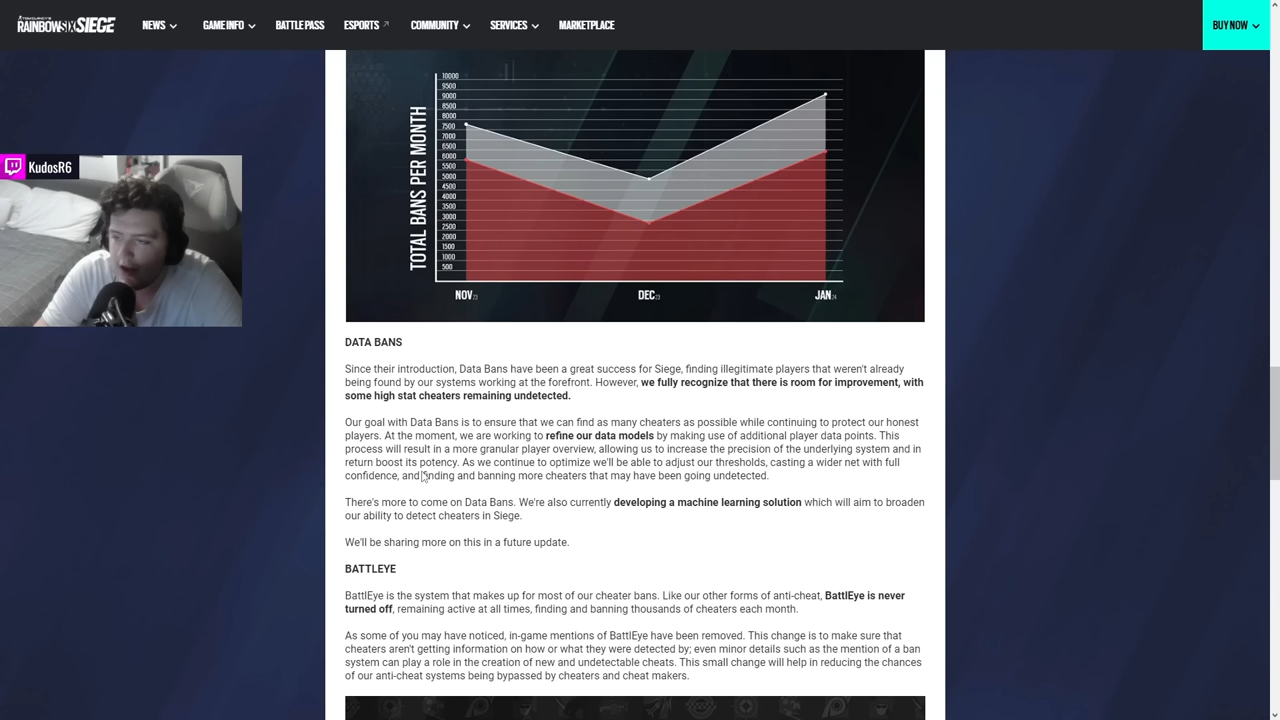 TOM CLANCY'S
RAINBOWSIX SIEGE
NEWS
GAME INFO
BATTLE PASS
ESPORTS
COMMUNITY
SERVICES
MARKETPLACE
BUY NOW
KudosR6
TOTAL BANS PER MONTH
10000
9500
9000
8500
8000
7500
7000
6500
6000
5500
5000
4500
4000
3500
3000
2500
2000
1500
1000
500
NOV 23
DEC 23
JAN 24
DATA BANS
Since their introduction, Data Bans have been a great success for Siege, finding illegitimate players that weren't already
being found by our systems working at the forefront. However, we fully recognize that there is room for improvement, with
some high stat cheaters remaining undetected.
Our goal with Data Bans is to ensure that we can find as many cheaters as possible while continuing to protect our honest
players. At the moment, we are working to refine our data models by making use of additional player data points. This
process will result in a more granular player overview, allowing us to increase the precision of the underlying system and in
return boost its potency. As we continue to optimize we'll be able to adjust our thresholds, casting a wider net with full
confidence, and finding and banning more cheaters that may have been going undetected.
There's more to come on Data Bans. We're also currently developing a machine learning solution which will aim to broaden
our ability to detect cheaters in Siege.
We'll be sharing more on this in a future update.
BATTLEYE
BattlEye is the system that makes up for most of our cheater bans. Like our other forms of anti-cheat, BattlEye is never
turned off, remaining active at all times, finding and banning thousands of cheaters each month.
As some of you may have noticed, in-game mentions of BattlEye have been removed. This change is to make sure that
cheaters aren't getting information on how or what they were detected by; even minor details such as the mention of a ban
system can play a role in the creation of new and undetectable cheats. This small change will help in reducing the chances
of our anti-cheat systems being bypassed by cheaters and cheat makers.